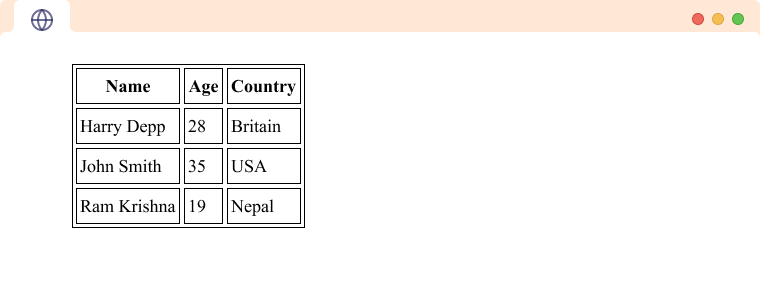 Name Age Country
Harry Depp 28 Britain
John Smith 35 USA
Ram Krishna 19 Nepal